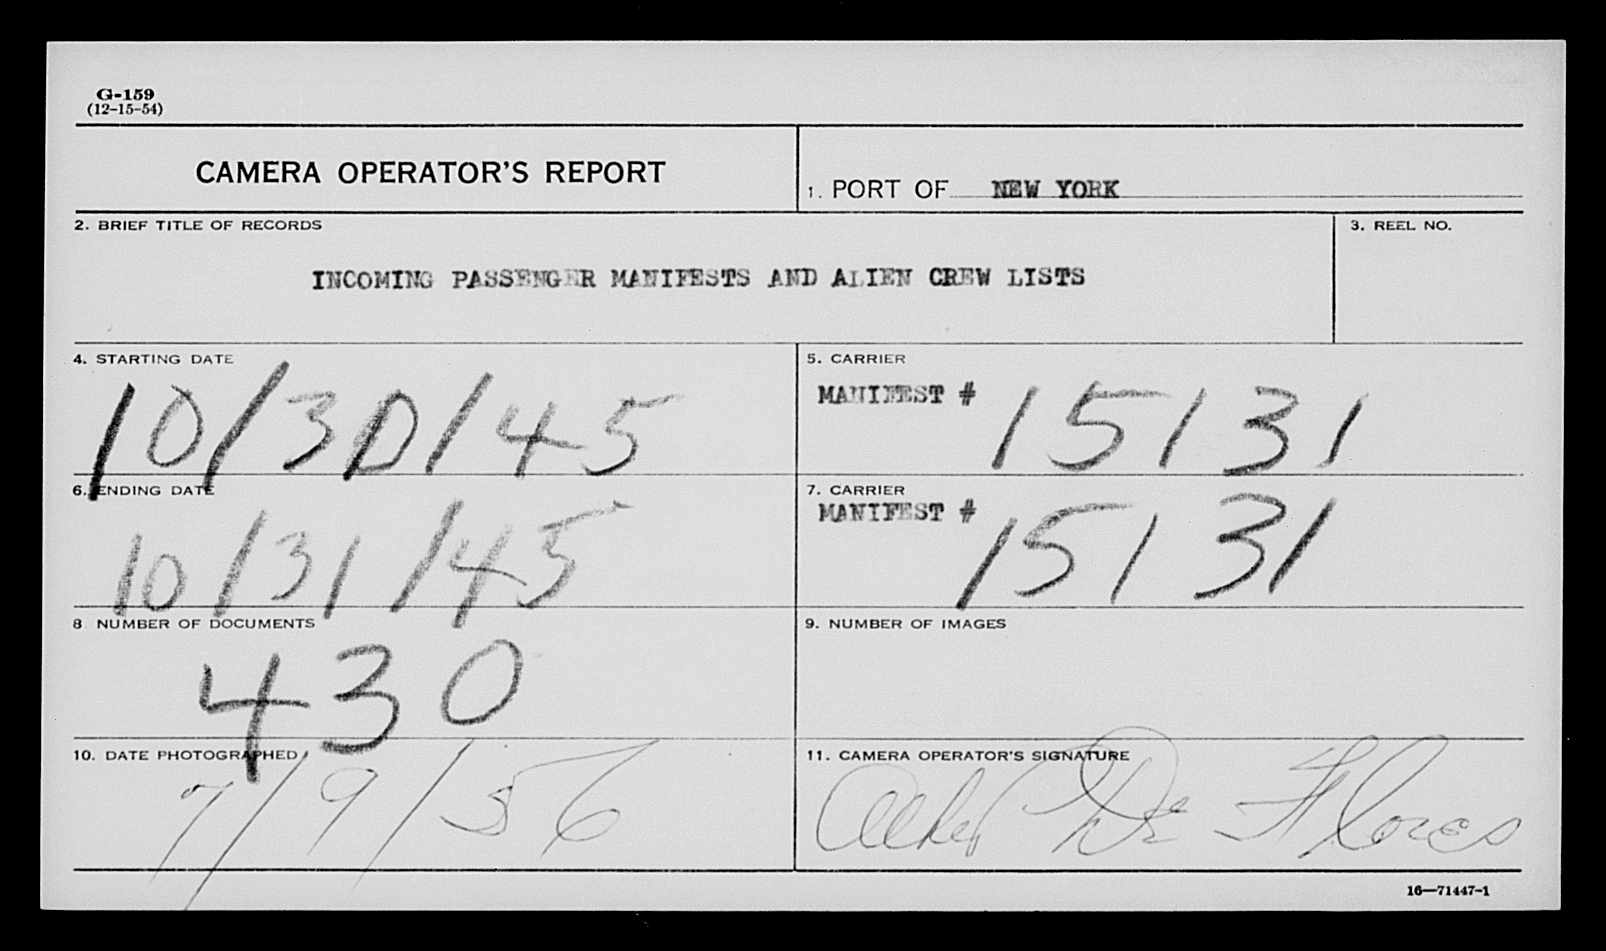 G-159
(12-15-54)
CAMERA OPERATOR'S REPORT
1. PORT OF NEW YORK
2. BRIEF TITLE OF RECORDS
3. REEL NO.
INCOMING PASSENGER MANIFESTS AND ALIEN CREW LISTS
4. STARTING DATE
10/30/45
5. CARRIER
MANIFEST # 15131
6. ENDING DATE
10/31/45
7. CARRIER
MANIFEST # 15131
8 NUMBER OF DOCUMENTS
430
9. NUMBER OF IMAGES
10. DATE PHOTOGRAPHED
7/9/56
11. CAMERA OPERATOR'S SIGNATURE
De Flores
16—71447-1